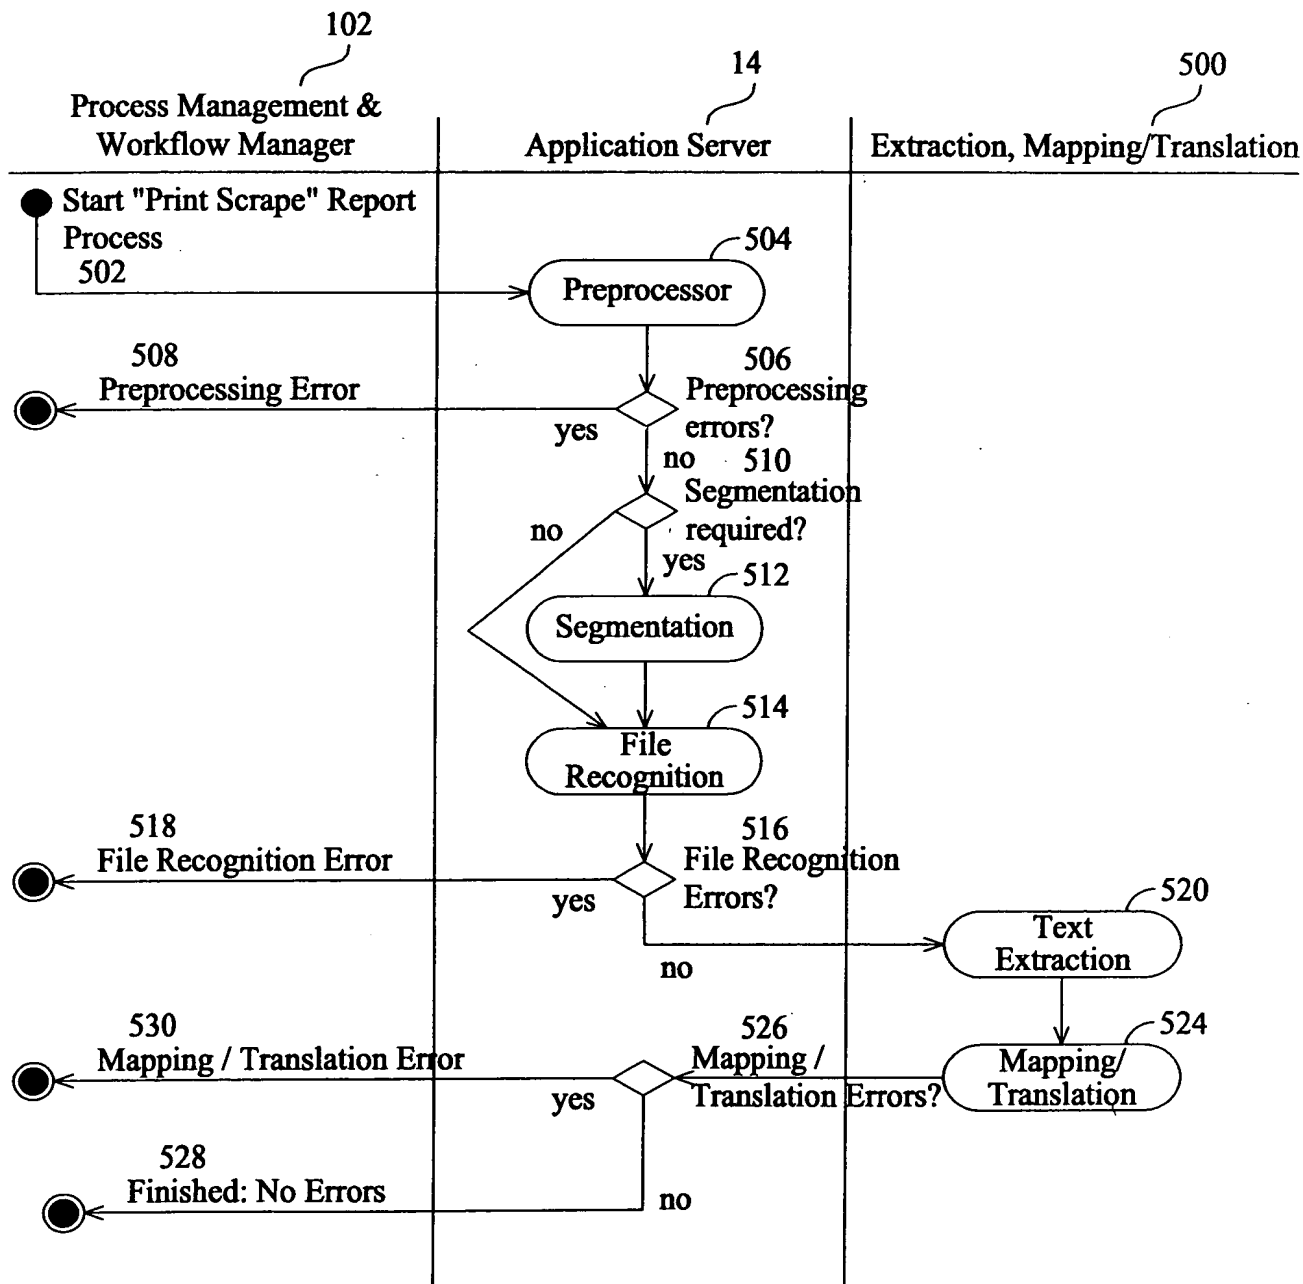 102
14
500
Process Management &
Workflow Manager
Application Server
Extraction, Mapping/Translation
Start "Print Scrape" Report
Process
502
504
Preprocessor
508
Preprocessing Error
506
Preprocessing
errors?
yes
no
510
Segmentation
required?
no
yes
512
Segmentation
514
File
Recognition
518
File Recognition Error
516
File Recognition
Errors?
yes
no
520
Text
Extraction
524
Mapping/
Translation
530
Mapping / Translation Error
526
Mapping /
Translation Errors?
yes
528
Finished: No Errors
no